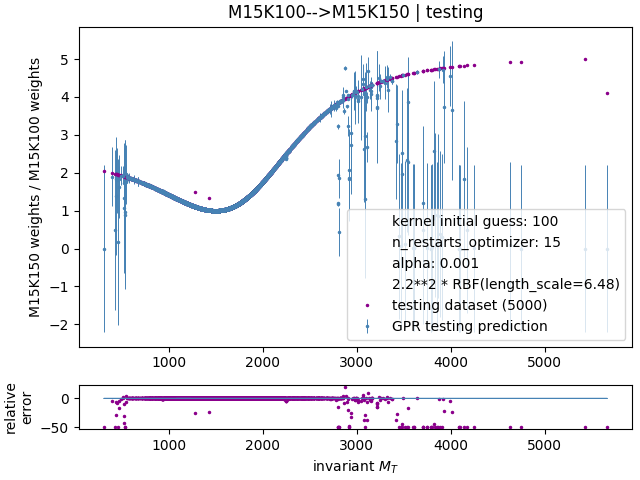 M15K100-->M15K150 | testing
M15K150 weights / M15K100 weights
5
4
3
2
1
0
−1
−2
kernel initial guess: 100
n_restarts_optimizer: 15
alpha: 0.001
2.2**2 * RBF(length_scale=6.48)
testing dataset (5000)
GPR testing prediction
1000 2000 3000 4000 5000
relative
error
0
−50
1000 2000 3000 4000 5000
invariant M_T